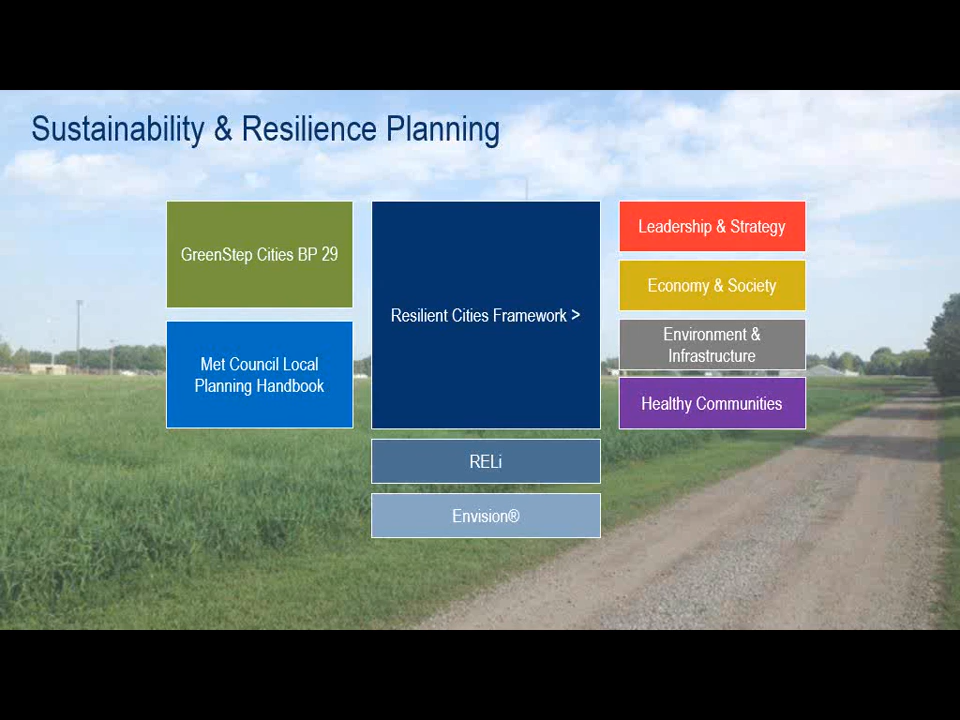 Sustainability & Resilience Planning
GreenStep Cities BP 29
Met Council Local
Planning Handbook
Resilient Cities Framework >
RELi
Envision®
Leadership & Strategy
Economy & Society
Environment &
Infrastructure
Healthy Communities